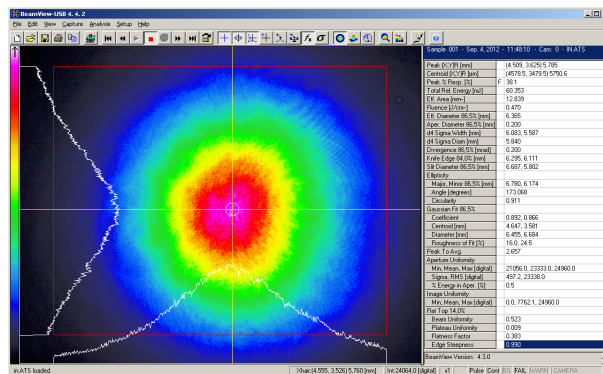 BeamView-USB 4. 4. 2
File Edit View Capture Analysis Setup Help
Sample 001 - Sep. 4, 2012 - 11:48:10 - Cam: 0 - IN.ATS
Peak (X,Y)R [mm] (4.509, 3.625) 5.785
Centroid (X,Y)R [µm] (4578.5, 3479.5) 5750.6
Peak % Resp. [%] F 38.1
Total Rel. Energy [mJ] 60.353
Eff. Area [mm²] 12.839
Fluence [J/cm²] 0.470
Eff. Diameter 86,5% [mm] 6.365
Aper. Diameter 86,5% [mm] 0.200
d4 Sigma Width [mm] 6.083, 5.587
d4 Sigma Diam [mm] 5.840
Divergence 86,5% [mrad] 0.200
Knife Edge 84,0% [mm] 6.295, 6.111
Slit Diameter 86,5% [mm] 6.687, 5.802
Ellipticity
Major, Minor 86,5% [mm] 6.780, 6.174
Angle [degrees] 173.068
Circularity 0.911
Gaussian Fit 86,5%
Coefficient 0.892, 0.866
Centroid [mm] 4.647, 3.581
Diameter [mm] 6.455, 6.684
Roughness of Fit [%] 16.0, 24.5
Peak To Avg. 2.657
Aperture Uniformity
Min, Mean, Max [digital] 21056.0, 23333.0, 24960.0
Sigma, RMS [digital] 497.2, 23338.0
% Energy in Aper. [%] 0.5
Image Uniformity
Min, Mean, Max [digital] 0.0, 7762.1, 24960.0
Flat Top 14,0%
Beam Uniformity 0.523
Plateau Uniformity 0.009
Flatness Factor 0.303
Edge Steepness 0.990
BeamView Version: 4.3.0
in.ATS loaded. Xhair:(4.555, 3.526) 5,760 [mm] Int:24064.0 [digital] x1 Pulse Cont BG FAIL WARN CAMERA